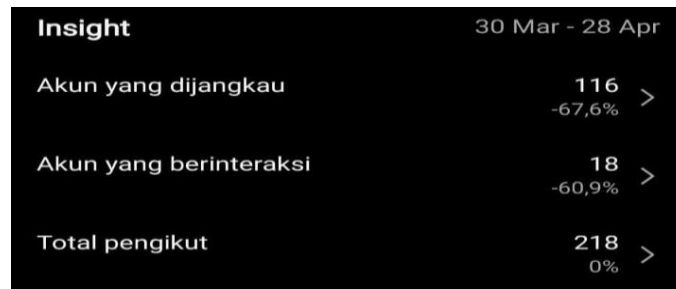 Insight 30 Mar - 28 Apr
Akun yang dijangkau 116
-67,6%
Akun yang berinteraksi 18
-60,9%
Total pengikut 218
0%